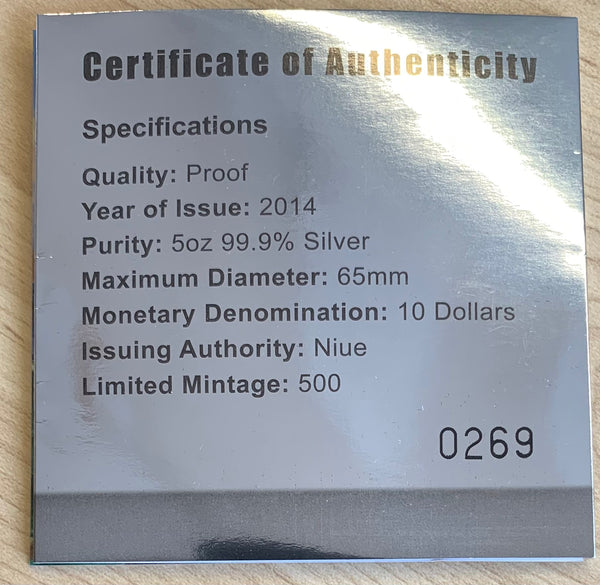 Certificate of Authenticity
Specifications
Quality: Proof
Year of Issue: 2014
Purity: 5oz 99.9% Silver
Maximum Diameter: 65mm
Monetary Denomination: 10 Dollars
Issuing Authority: Niue
Limited Mintage: 500
0269